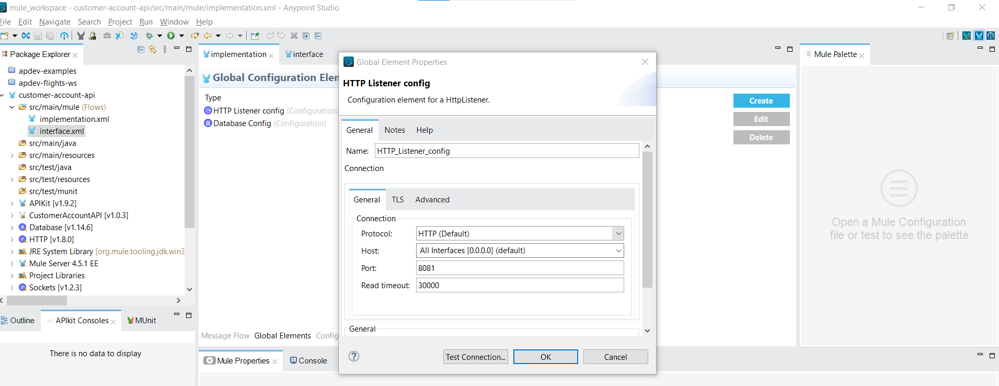 mule_workspace - customer-account-api/src/main/mule/implementation.xml - Anypoint Studio
File Edit Navigate Search Project Run Window Help
Package Explorer
apdev-examples
apdev-flights-ws
customer-account-api
src/main/mule (Flows)
implementation.xml
interface.xml
src/main/java
src/main/resources
src/test/java
src/test/resources
src/test/munit
APIKit [v1.9.2]
CustomerAccountAPI [v1.0.3]
Database [v1.14.6]
HTTP [v1.8.0]
JRE System Library [org.mule.tooling.jdk.win3
Mule Server 4.5.1 EE
Project Libraries
Sockets [v1.2.3]
Outline
api APIkit Consoles
MUnit
There is no data to display
implementation
interface
Global Configuration Elen
Type
HTTP Listener config (Configuration)
Database Config (Configuration)
Create
Edit
Delete
Message Flow Global Elements Config
Mule Properties
Console
Global Element Properties
HTTP Listener config
Configuration element for a HttpListener.
General Notes Help
Name: HTTP_Listener_config
Connection
General TLS Advanced
Connection
Protocol: HTTP (Default)
Host: All Interfaces [0.0.0.0] (default)
Port: 8081
Read timeout: 30000
General
?
Test Connection...
OK
Cancel
Mule Palette
Open a Mule Configuration
file or test to see the palette